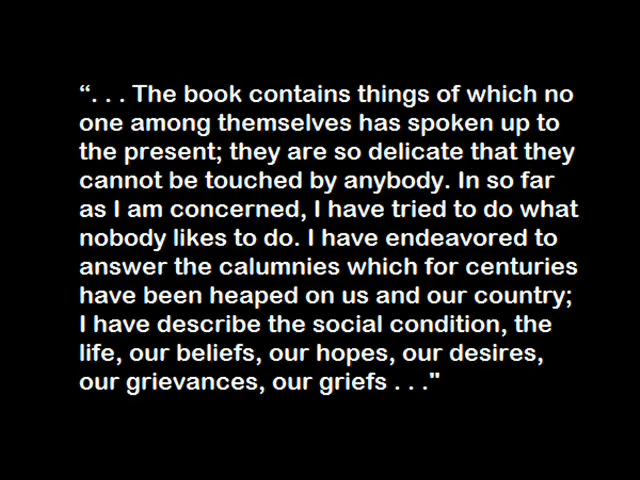 “. . . The book contains things of which no
one among themselves has spoken up to
the present; they are so delicate that they
cannot be touched by anybody. In so far
as I am concerned, I have tried to do what
nobody likes to do. I have endeavored to
answer the calumnies which for centuries
have been heaped on us and our country;
I have describe the social condition, the
life, our beliefs, our hopes, our desires,
our grievances, our griefs . . ."